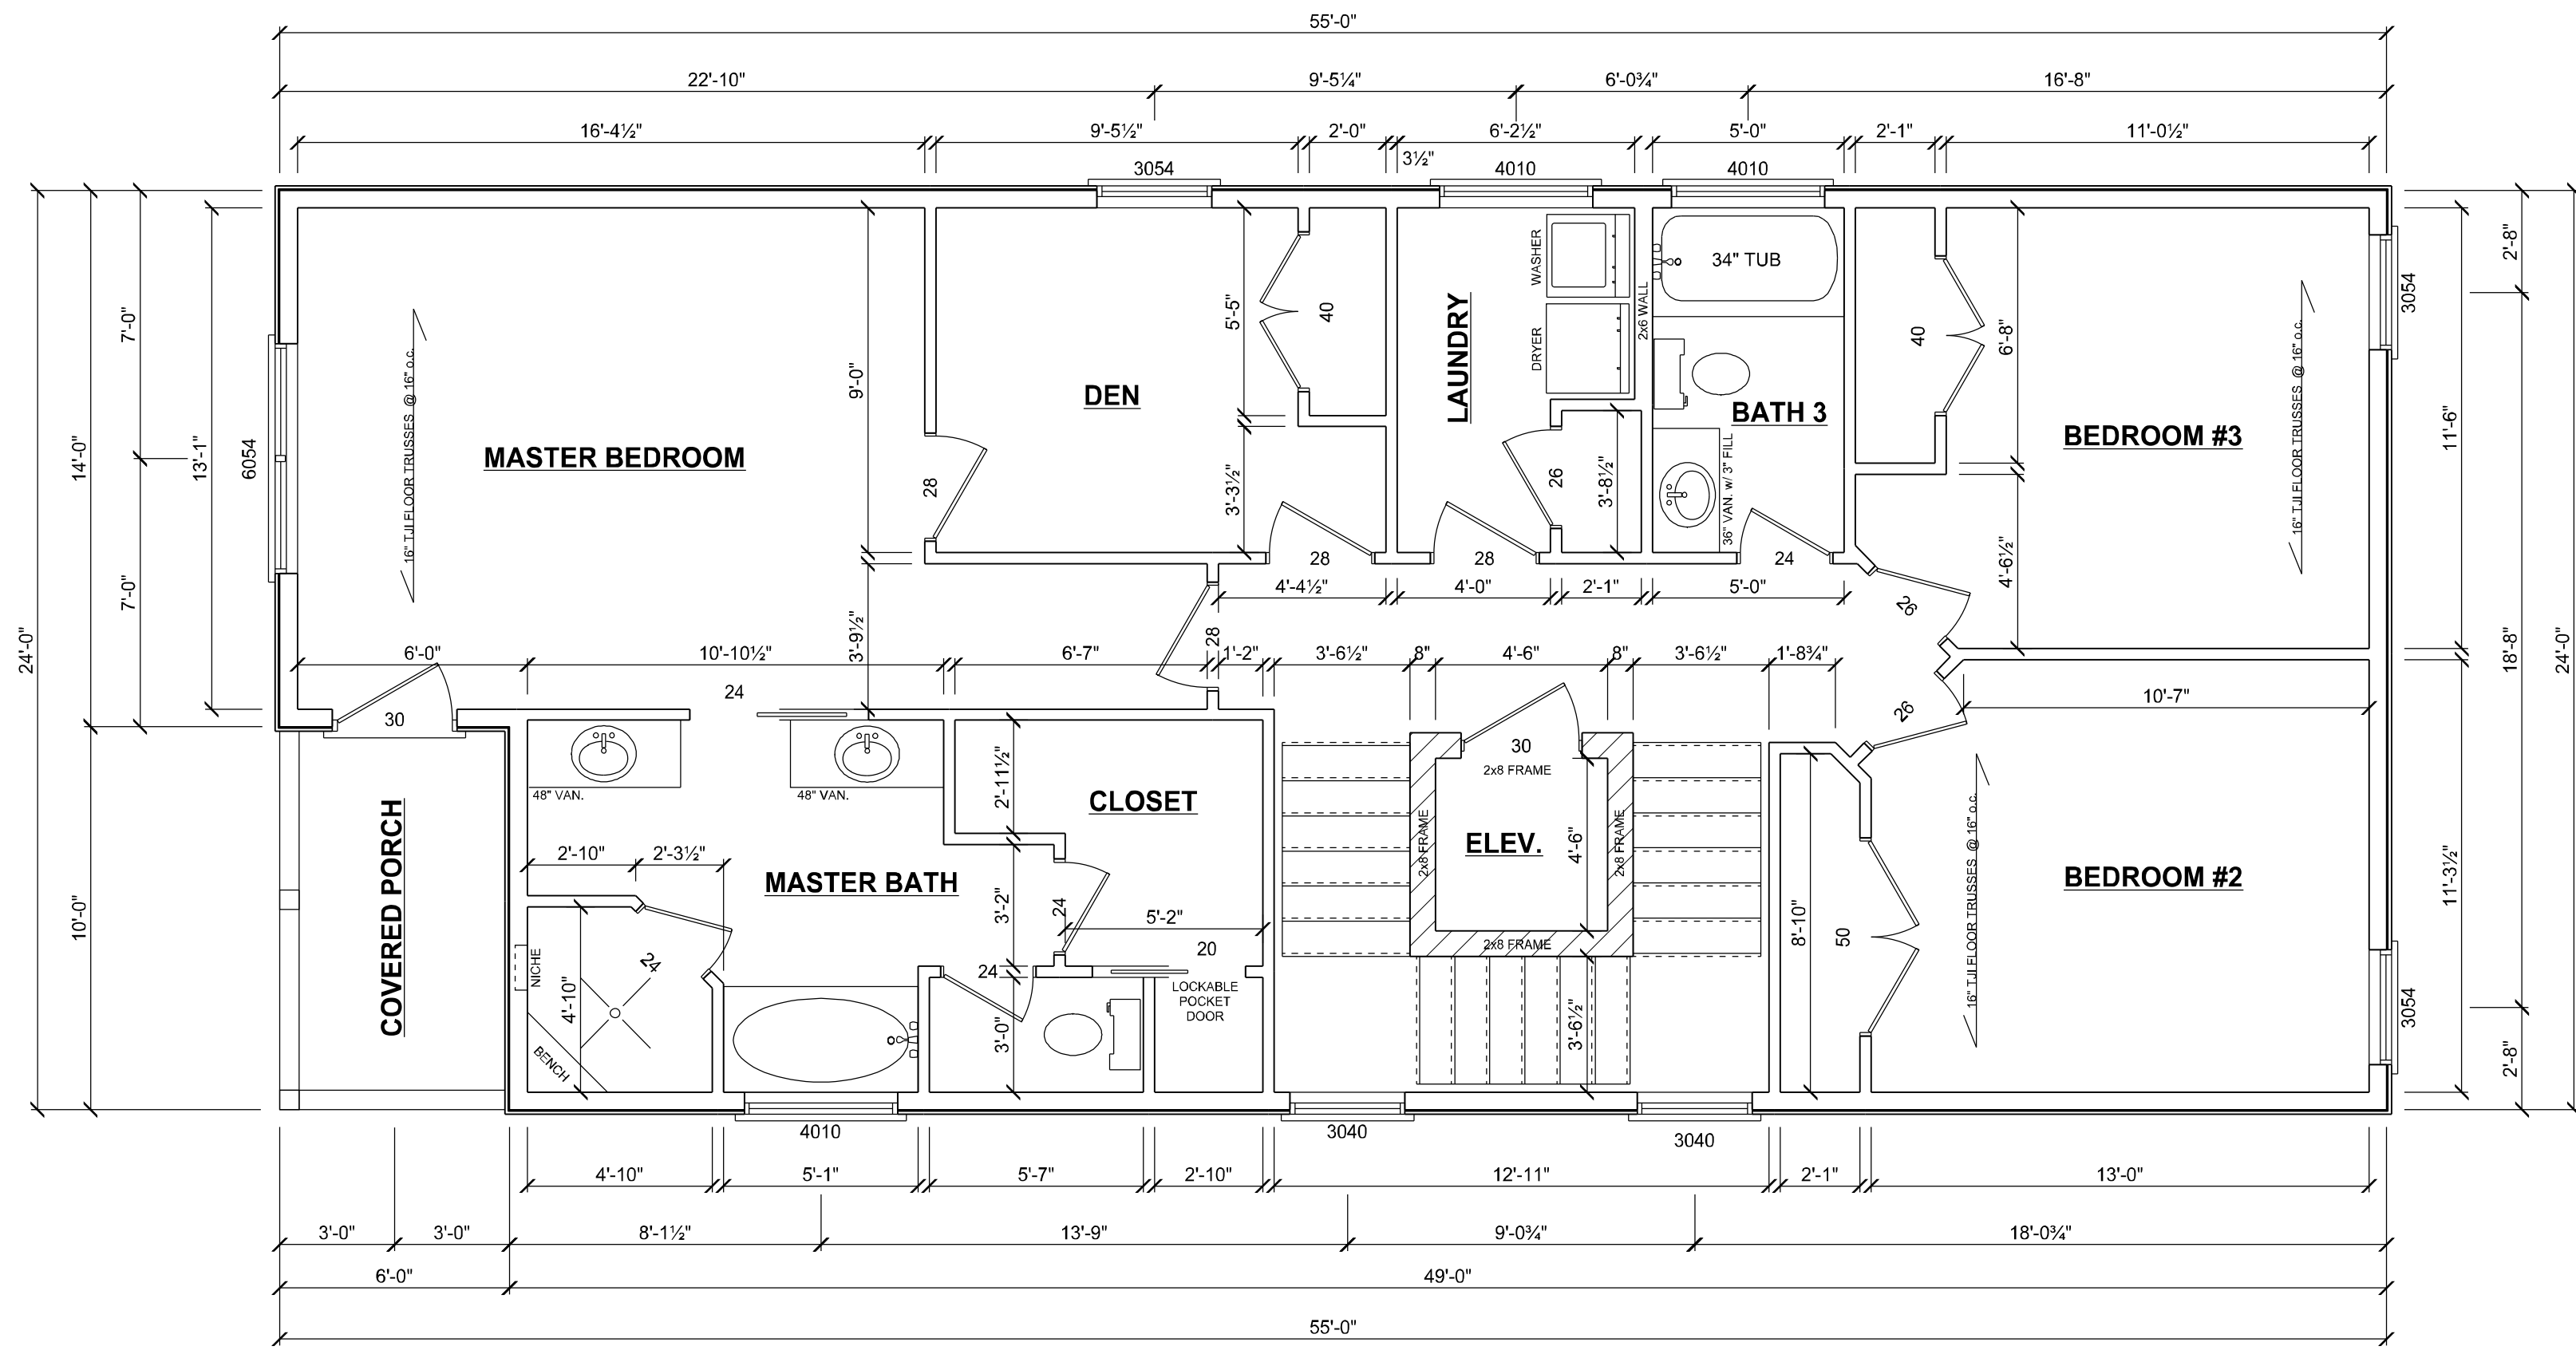 55'-0"
22'-10" 9'-5¼" 6'-0¾" 16'-8"
16'-4½" 9'-5½" 2'-0" 6'-2½" 5'-0" 2'-1" 11'-0½"
3½"
3054 4010 4010
24'-0"
14'-0"
10'-0"
7'-0"
7'-0"
13'-1"
6054
16" TJI FLOOR TRUSSES @ 16" o.c.
MASTER BEDROOM
9'-0"
3'-9½"
28
DEN
5'-5"
3'-3½"
40
28
LAUNDRY
WASHER
DRYER
2x6 WALL
26
3'-8½"
28
34" TUB
BATH 3
36" VAN. w/ 3" FILL
24
40
6'-8"
4'-6½"
BEDROOM #3
16" TJI FLOOR TRUSSES @ 16" o.c.
3054
11'-6"
2'-8"
18'-8"
24'-0"
4'-4½" 4'-0" 2'-1" 5'-0"
26
28
6'-0" 10'-10½" 6'-7" 1'-2" 3'-6½" 8" 4'-6" 8" 3'-6½" 1'-8¾"
24
30
26
10'-7"
COVERED PORCH
48" VAN.
48" VAN.
2'-10" 2'-3½"
MASTER BATH
NICHE
BENCH
4'-10"
24
2'-11½"
3'-2"
3'-0"
CLOSET
24
5'-2"
24
20
LOCKABLE
POCKET
DOOR
30
2x8 FRAME
2x8 FRAME
ELEV.
4'-6"
2x8 FRAME
2x8 FRAME
3'-6½"
8'-10"
50
16" TJI FLOOR TRUSSES @ 16" o.c.
BEDROOM #2
11'-3½"
3054
2'-8"
4010 3040 3040
4'-10" 5'-1" 5'-7" 2'-10" 12'-11" 2'-1" 13'-0"
3'-0" 3'-0" 8'-1½" 13'-9" 9'-0¾" 18'-0¾"
6'-0" 49'-0"
55'-0"